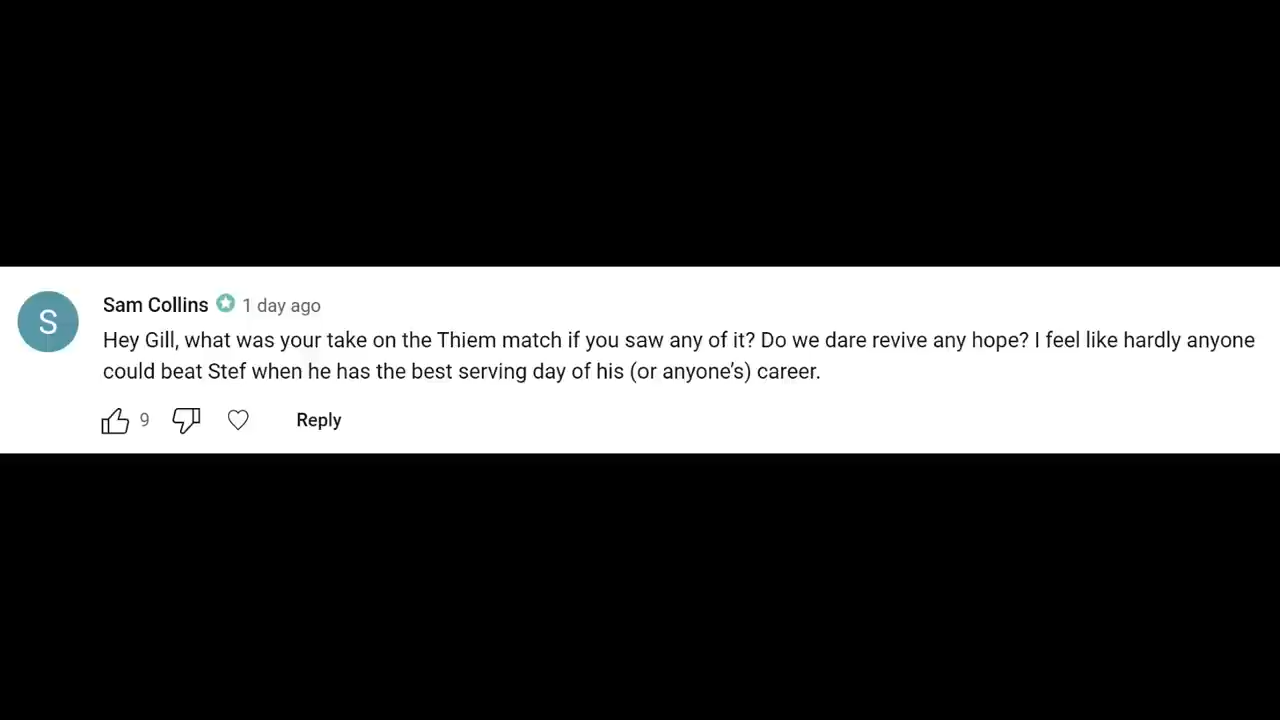 S
Sam Collins 1 day ago
Hey Gill, what was your take on the Thiem match if you saw any of it? Do we dare revive any hope? I feel like hardly anyone
could beat Stef when he has the best serving day of his (or anyone’s) career.
9 Reply